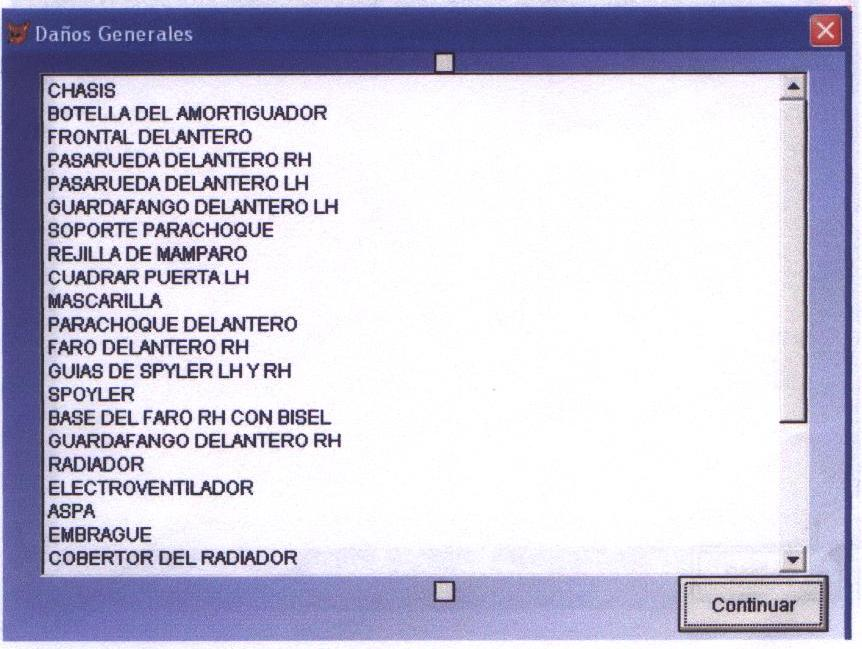 Daños Generales
CHASIS
BOTELLA DEL AMORTIGUADOR
FRONTAL DELANTERO
PASARUEDA DELANTERO RH
PASARUEDA DELANTERO LH
GUARDAFANGO DELANTERO LH
SOPORTE PARACHOQUE
REJILLA DE MAMPARO
CUADRAR PUERTA LH
MASCARILLA
PARACHOQUE DELANTERO
FARO DELANTERO RH
GUIAS DE SPYLER LH Y RH
SPOYLER
BASE DEL FARO RH CON BISEL
GUARDAFANGO DELANTERO RH
RADIADOR
ELECTROVENTILADOR
ASPA
EMBRAGUE
COBERTOR DEL RADIADOR
Continuar